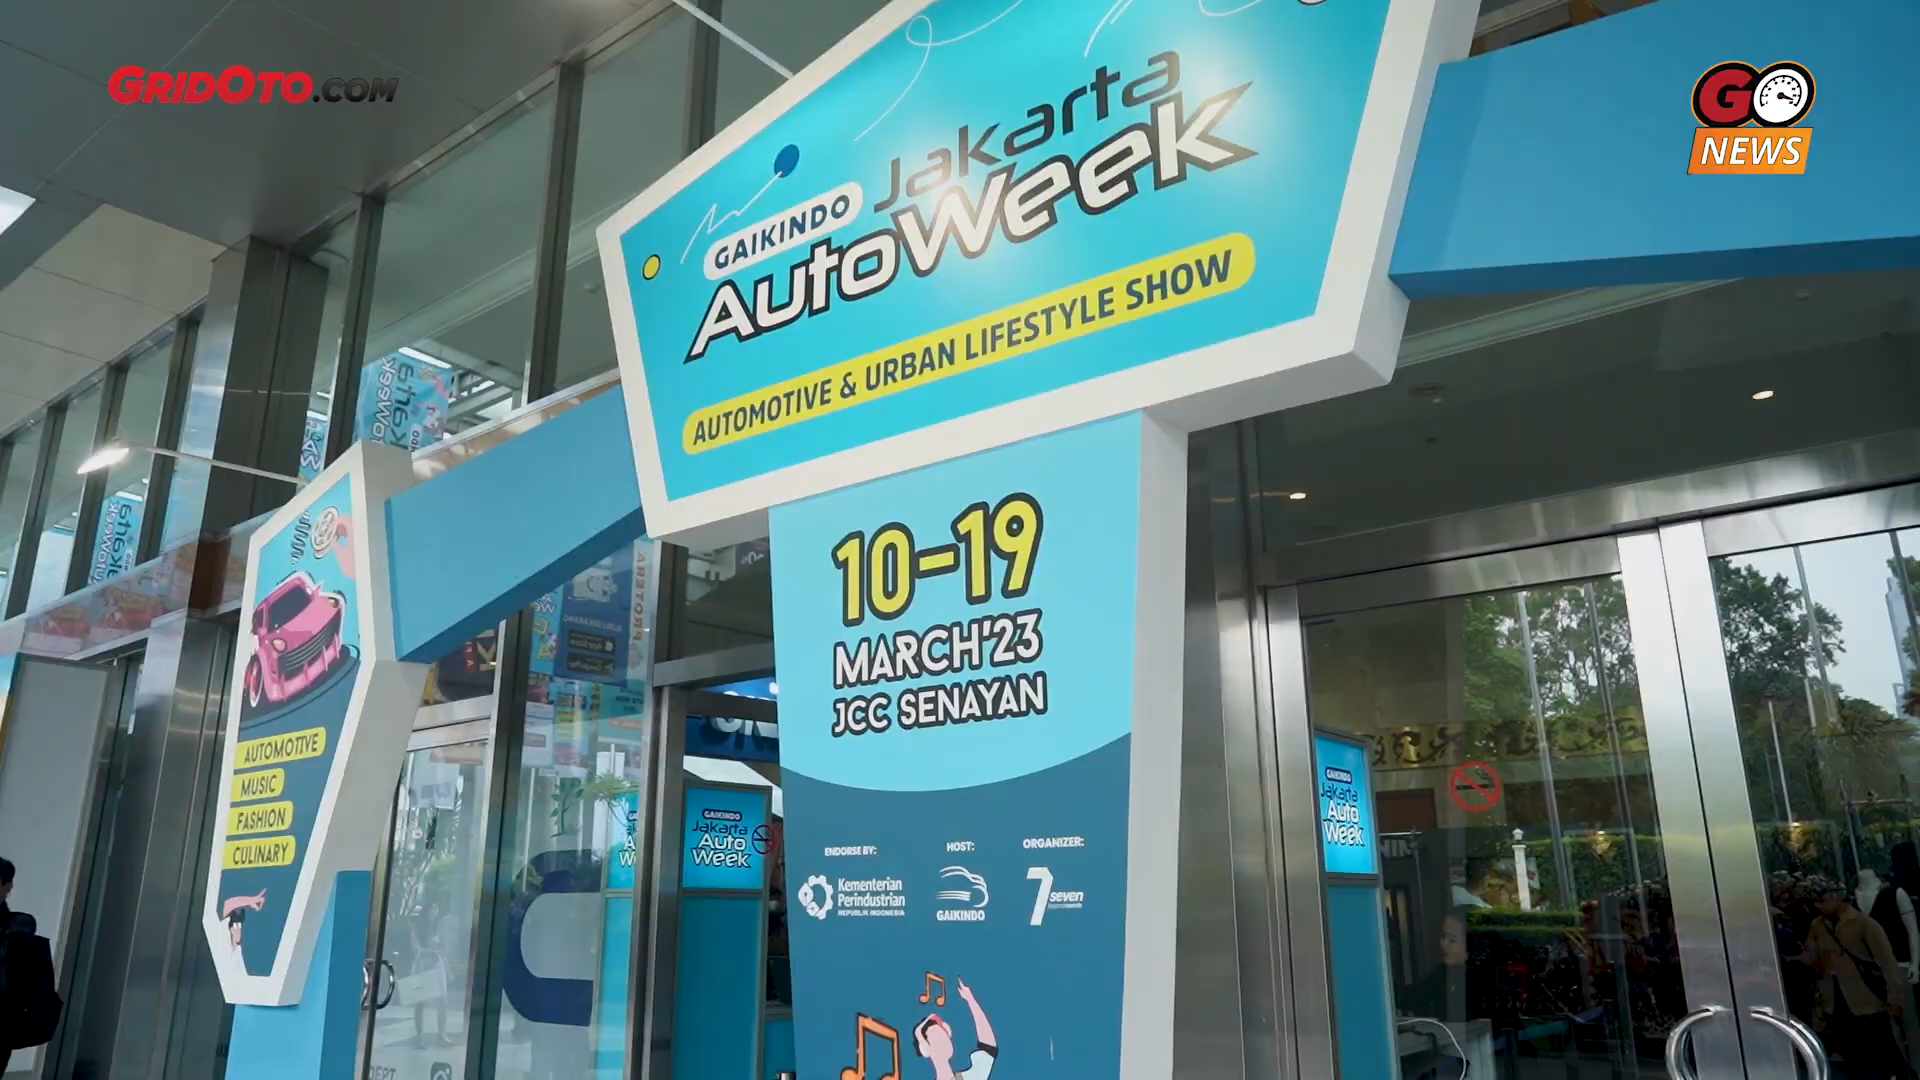 GRIDOTO.COM
GO
NEWS
GAIKINDO
Jakarta
AutoWeek
AUTOMOTIVE & URBAN LIFESTYLE SHOW
10-19
MARCH'23
JCC SENAYAN
AUTOMOTIVE
MUSIC
FASHION
CULINARY
ENDORSE BY:
HOST:
ORGANIZER:
Kementerian
Perindustrian
REPUBLIK INDONESIA
GAIKINDO
7
seven
GAIKINDO
Jakarta
Auto
Week
GAIKINDO
Jakarta
Auto
Week